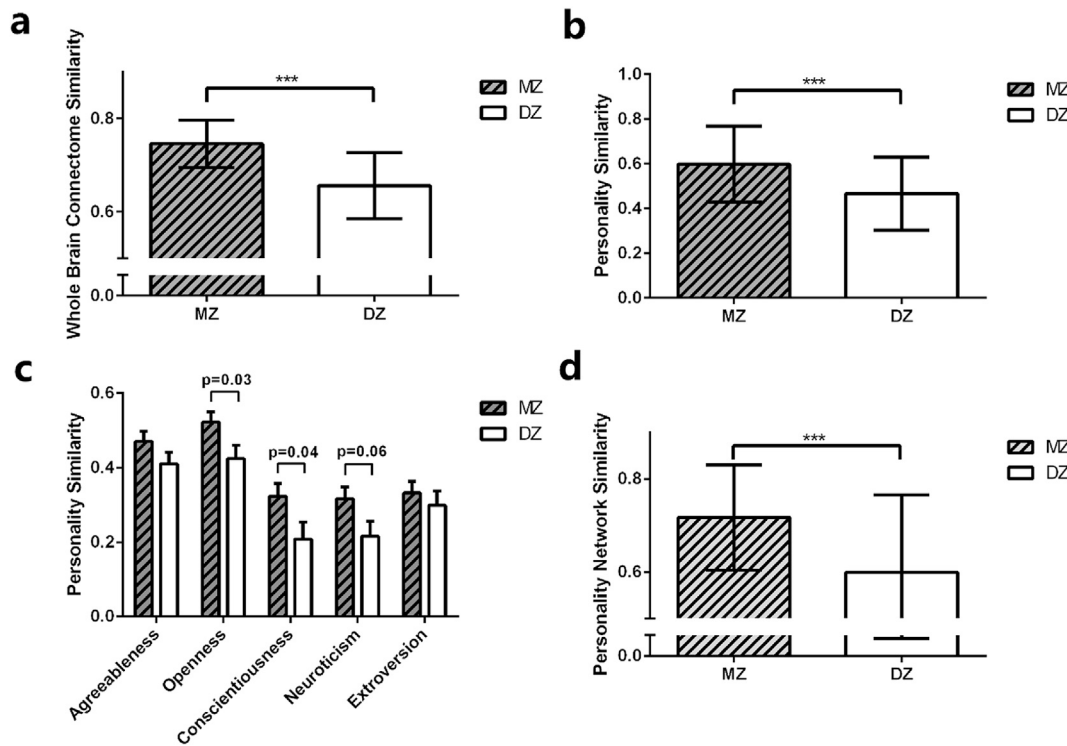 a
Whole Brain Connectome Similarity
0.8
0.6
0.0
***
MZ
DZ
MZ
DZ
b
Personality Similarity
1.0
0.8
0.6
0.4
0.2
0.0
***
MZ
DZ
MZ
DZ
c
Personality Similarity
0.6
0.4
0.2
0.0
p=0.03
p=0.04
p=0.06
MZ
DZ
Agreeableness
Openness
Conscientiousness
Neuroticism
Extroversion
d
Personality Network Similarity
0.8
0.6
0.0
***
MZ
DZ
MZ
DZ